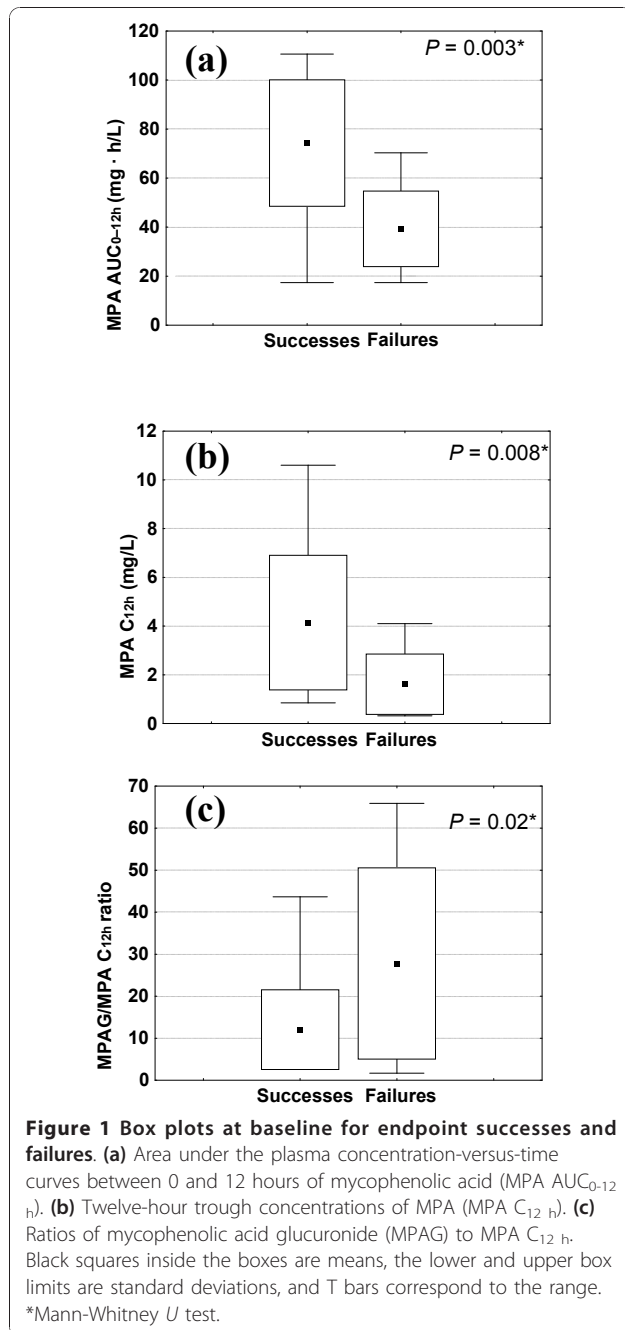 (a)
P = 0.003*
MPA AUC0–12h (mg · h/L)
120
100
80
60
40
20
0
Successes Failures
(b)
P = 0.008*
MPA C12h (mg/L)
12
10
8
6
4
2
0
Successes Failures
(c)
P = 0.02*
MPAG/MPA C12h ratio
70
60
50
40
30
20
10
0
Successes Failures
Figure 1 Box plots at baseline for endpoint successes and
failures. (a) Area under the plasma concentration-versus-time
curves between 0 and 12 hours of mycophenolic acid (MPA AUC0-12
h). (b) Twelve-hour trough concentrations of MPA (MPA C12 h). (c)
Ratios of mycophenolic acid glucuronide (MPAG) to MPA C12 h.
Black squares inside the boxes are means, the lower and upper box
limits are standard deviations, and T bars correspond to the range.
*Mann-Whitney U test.